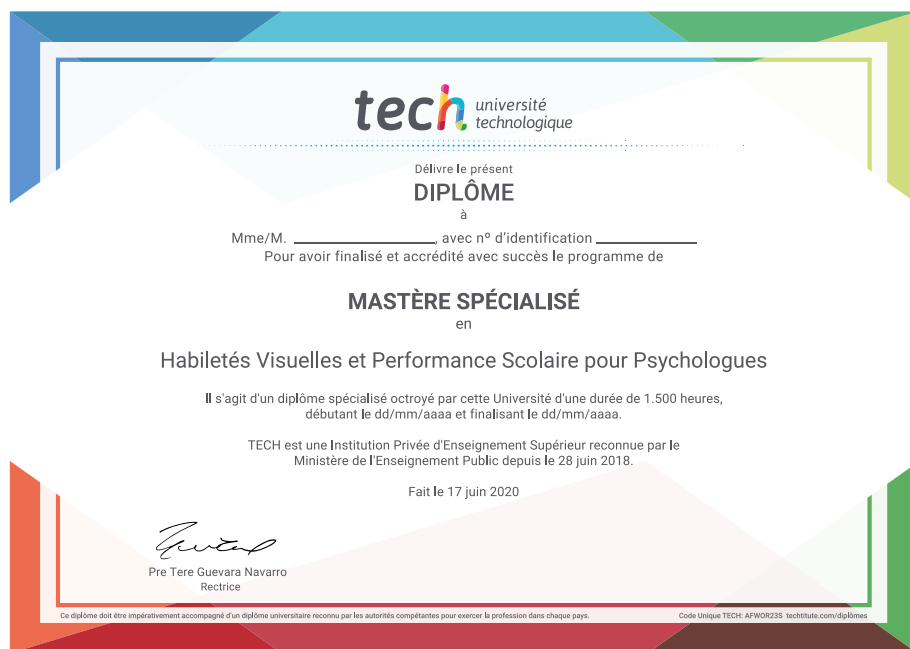 tech université
technologique
Délivre le présent
DIPLÔME
à
Mme/M. ____________________, avec nº d'identification ______________
Pour avoir finalisé et accrédité avec succès le programme de
MASTÈRE SPÉCIALISÉ
en
Habiletés Visuelles et Performance Scolaire pour Psychologues
Il s'agit d'un diplôme spécialisé octroyé par cette Université d'une durée de 1.500 heures,
débutant le dd/mm/aaaa et finalisant le dd/mm/aaaa.
TECH est une Institution Privée d'Enseignement Supérieur reconnue par le
Ministère de l'Enseignement Public depuis le 28 juin 2018.
Fait le 17 juin 2020
Pre Tere Guevara Navarro
Rectrice
Ce diplôme doit être impérativement accompagné d'un diplôme universitaire reconnu par les autorités compétantes pour exercer la profession dans chaque pays.
Code Unique TECH: AFWOR23S techtitute.com/diplômes